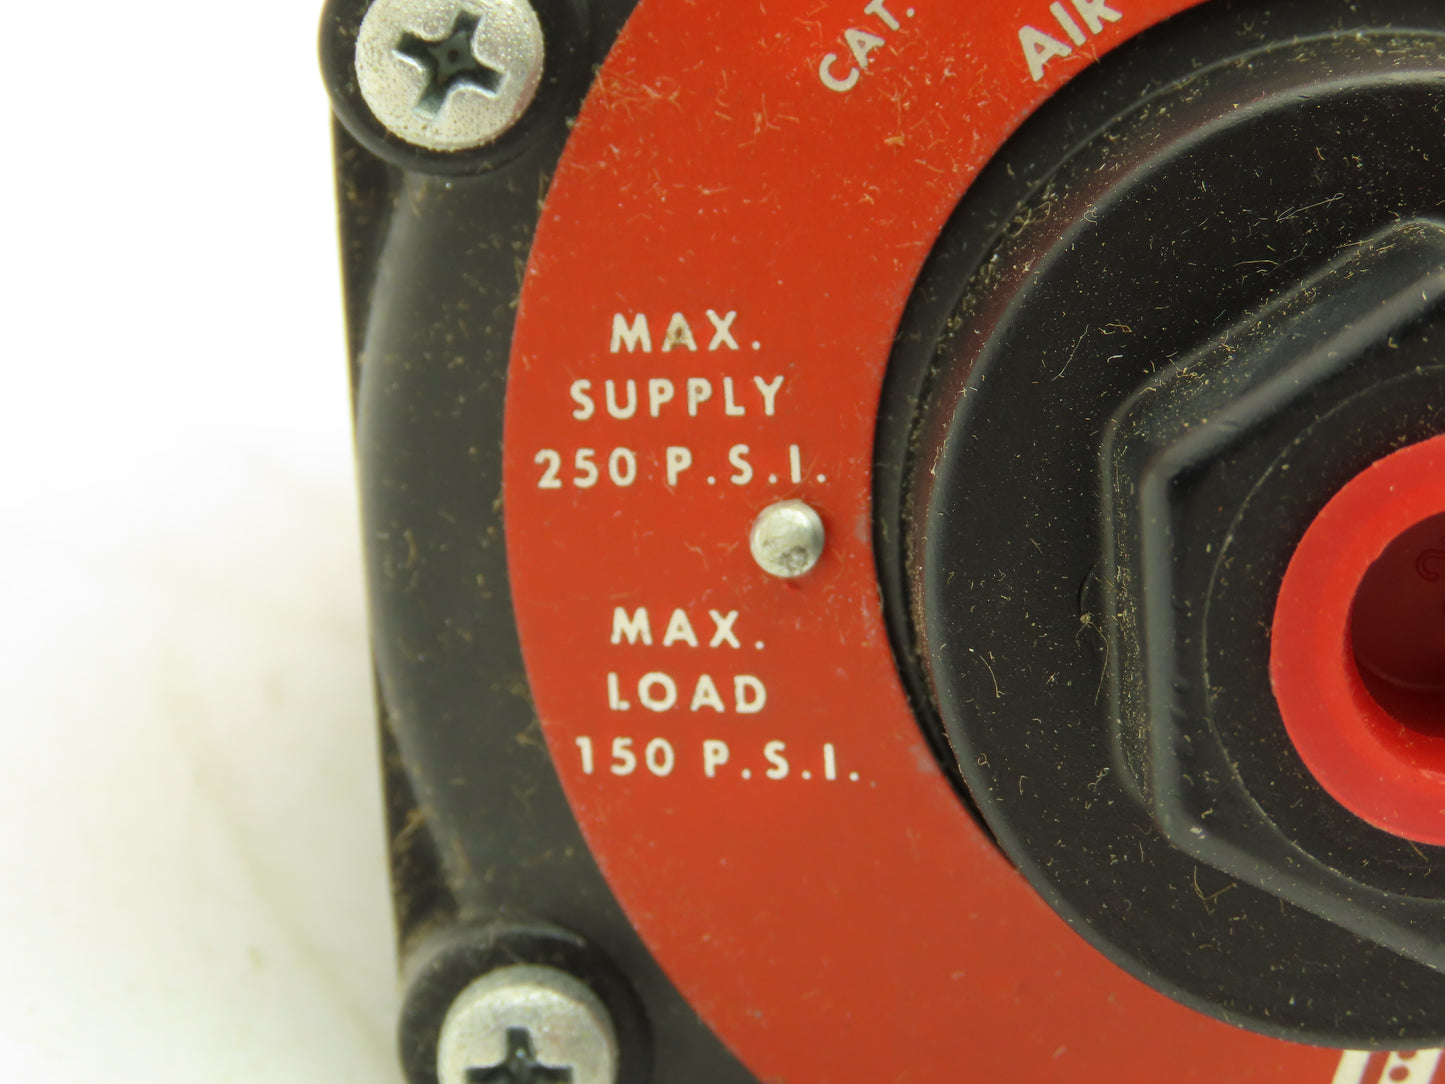 CAT.
AIR
MAX.
SUPPLY
250 P.S.I.
MAX.
LOAD
150 P.S.I.